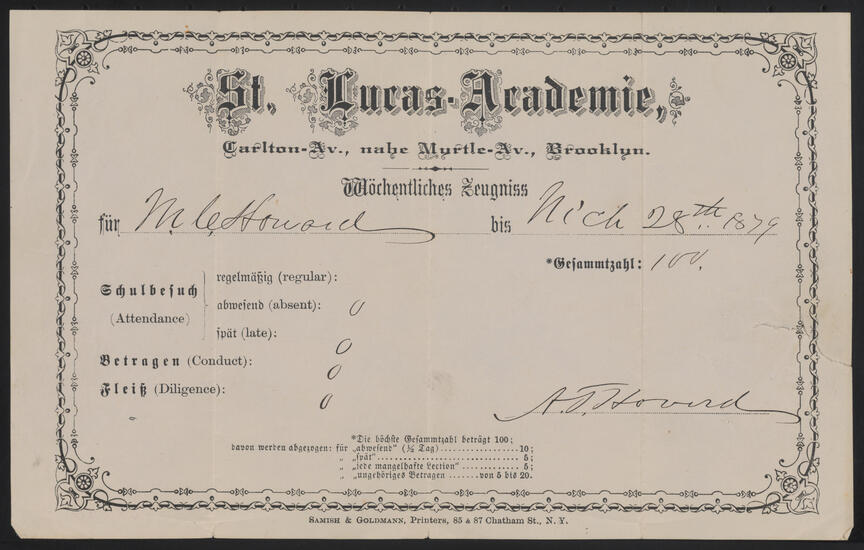 St. Lucas-Academie,
Carlton-Av., nahe Myrtle-Av., Brooklyn.
Wöchentliches Zeugniss
für M. C. Howard bis Mch 28th 1879
*Gesammtzahl: 100.
Schulbesuch (Attendance)
regelmäßig (regular):
abwesend (absent): 0
spät (late): 0
Betragen (Conduct): 0
Fleiß (Diligence): 0
A. T. Howard
*Die höchste Gesammtzahl beträgt 100;
davon werden abgezogen: für „abwesend" (½ Tag) .................. 10;
„ „spät" .................................. 5;
„ „jede mangelhafte Lection" ............ 5;
„ „ungehöriges Betragen ....... von 5 bis 20.
Samish & Goldmann, Printers, 85 & 87 Chatham St., N. Y.